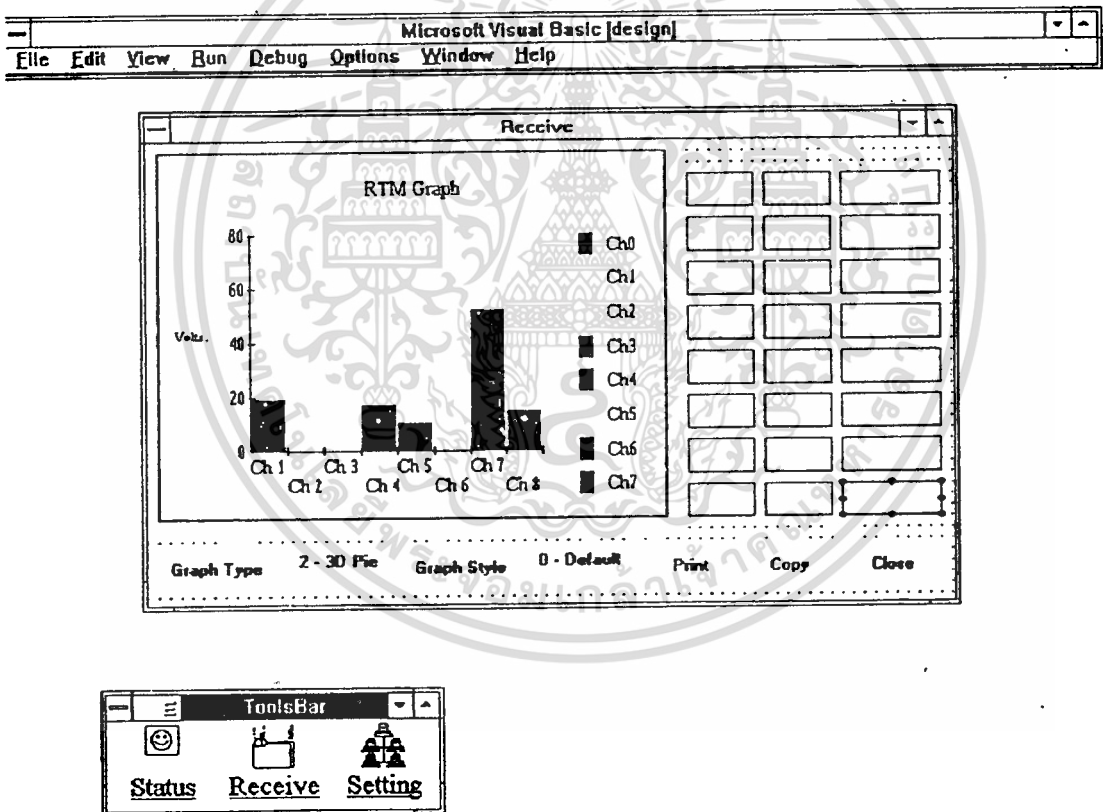 Microsoft Visual Basic [design]
File Edit View Run Debug Options Window Help
Receive
RTM Graph
80
60
Volts.
40
20
0
Ch 1 Ch 3 Ch 5 Ch 7
Ch 2 Ch 4 Ch 6 Ch 8
Ch0
Ch1
Ch2
Ch3
Ch4
Ch5
Ch6
Ch7
Graph Type 2 - 3D Pie Graph Style 0 - Default Print Copy Close
ToolsBar
Status Receive Setting